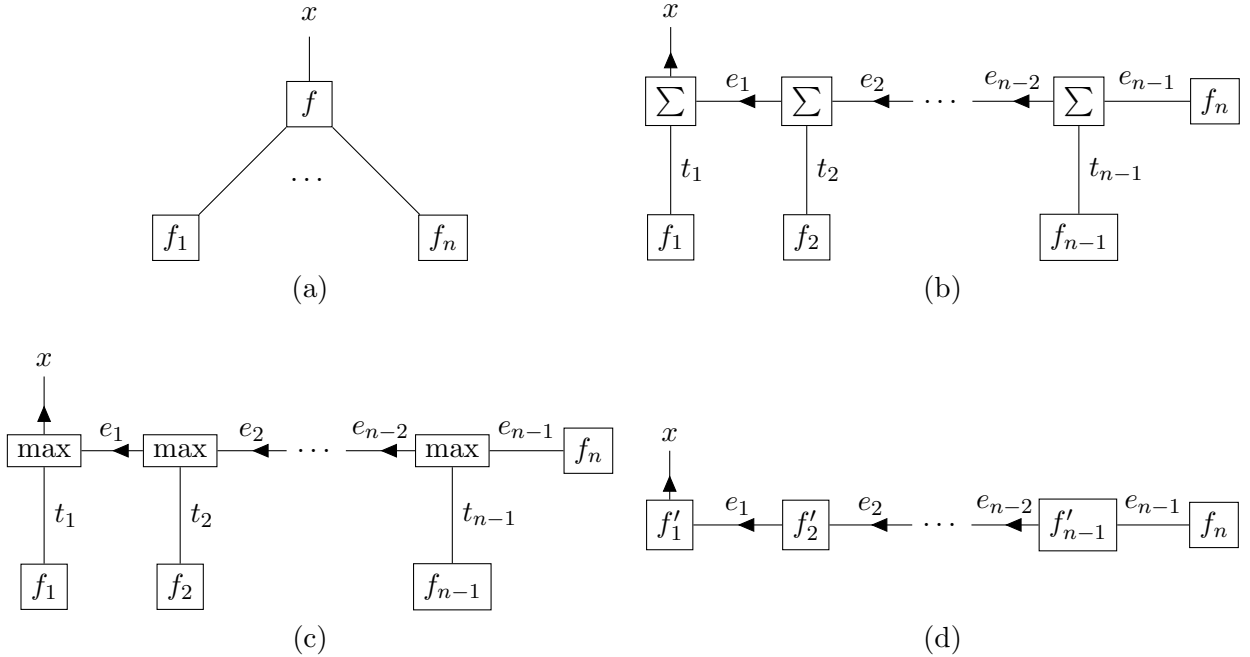 x
f
⋯
f₁ fₙ
(a)
x
e₁ e₂ eₙ₋₂ eₙ₋₁
∑ ∑ ⋯ ∑ fₙ
t₁ t₂ tₙ₋₁
f₁ f₂ fₙ₋₁
(b)
x
e₁ e₂ eₙ₋₂ eₙ₋₁
max max ⋯ max fₙ
t₁ t₂ tₙ₋₁
f₁ f₂ fₙ₋₁
(c)
x
e₁ e₂ eₙ₋₂ eₙ₋₁
f′₁ f′₂ ⋯ f′ₙ₋₁ fₙ
(d)